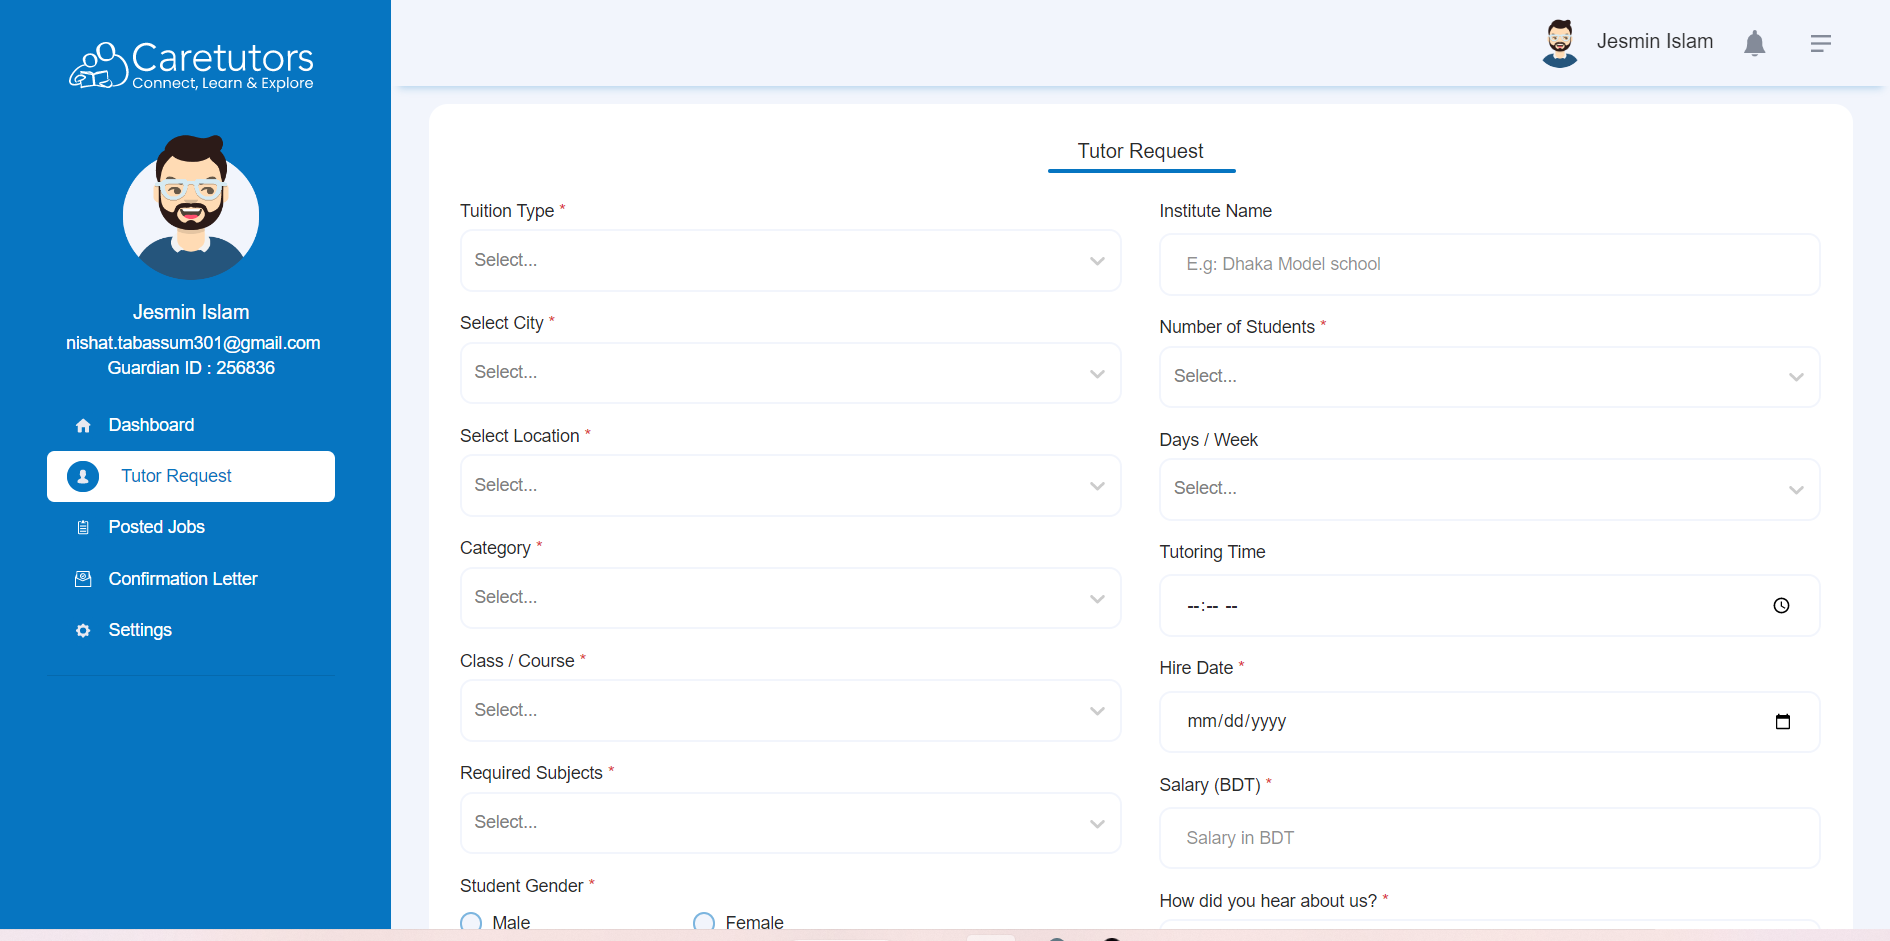 Caretutors
Connect, Learn & Explore
Jesmin Islam
nishat.tabassum301@gmail.com
Guardian ID : 256836
Dashboard
Tutor Request
Posted Jobs
Confirmation Letter
Settings
Jesmin Islam
Tutor Request
Tuition Type *
Select...
Select City *
Select...
Select Location *
Select...
Category *
Select...
Class / Course *
Select...
Required Subjects *
Select...
Student Gender *
Male Female
Institute Name
E.g: Dhaka Model school
Number of Students *
Select...
Days / Week
Select...
Tutoring Time
--:-- --
Hire Date *
mm/dd/yyyy
Salary (BDT) *
Salary in BDT
How did you hear about us? *